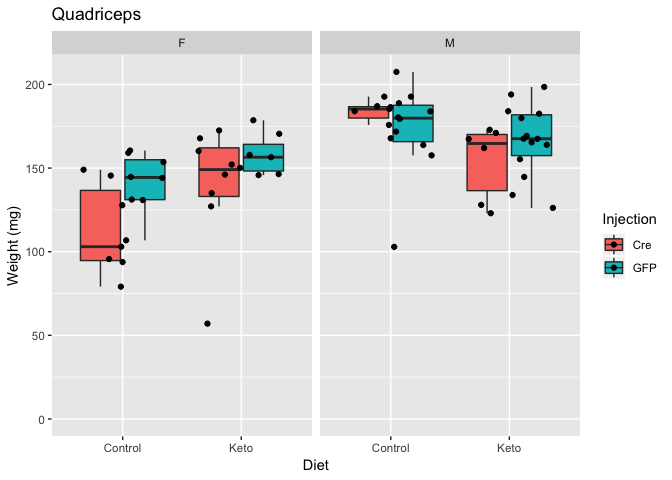 Quadriceps
F
M
200
150
100
50
0
Weight (mg)
Control
Keto
Control
Keto
Diet
Injection
Cre
GFP